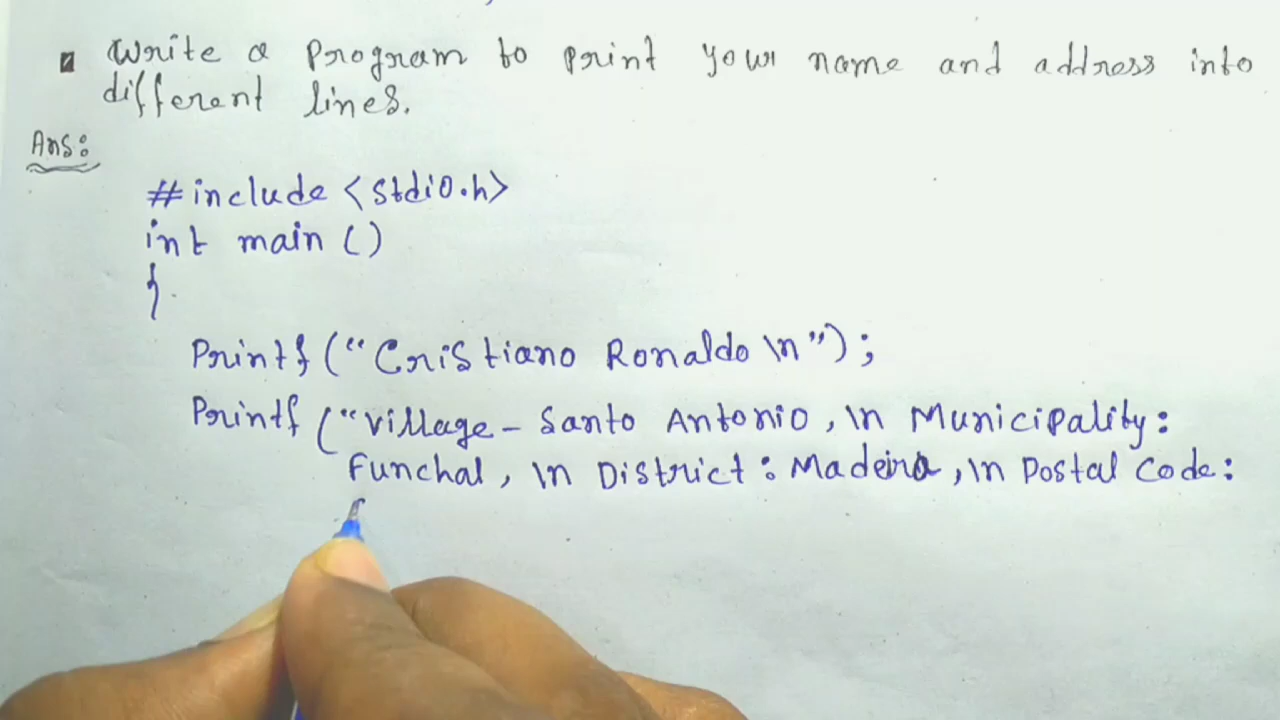 Write a Program to print your name and address into
different lines.
Ans:
#include <stdio.h>
int main ()
{
Printf ("Cristiano Ronaldo \n");
Printf ("Village - Santo Antonio, \n Municipality:
Funchal, \n District: Madeira, \n Postal Code: